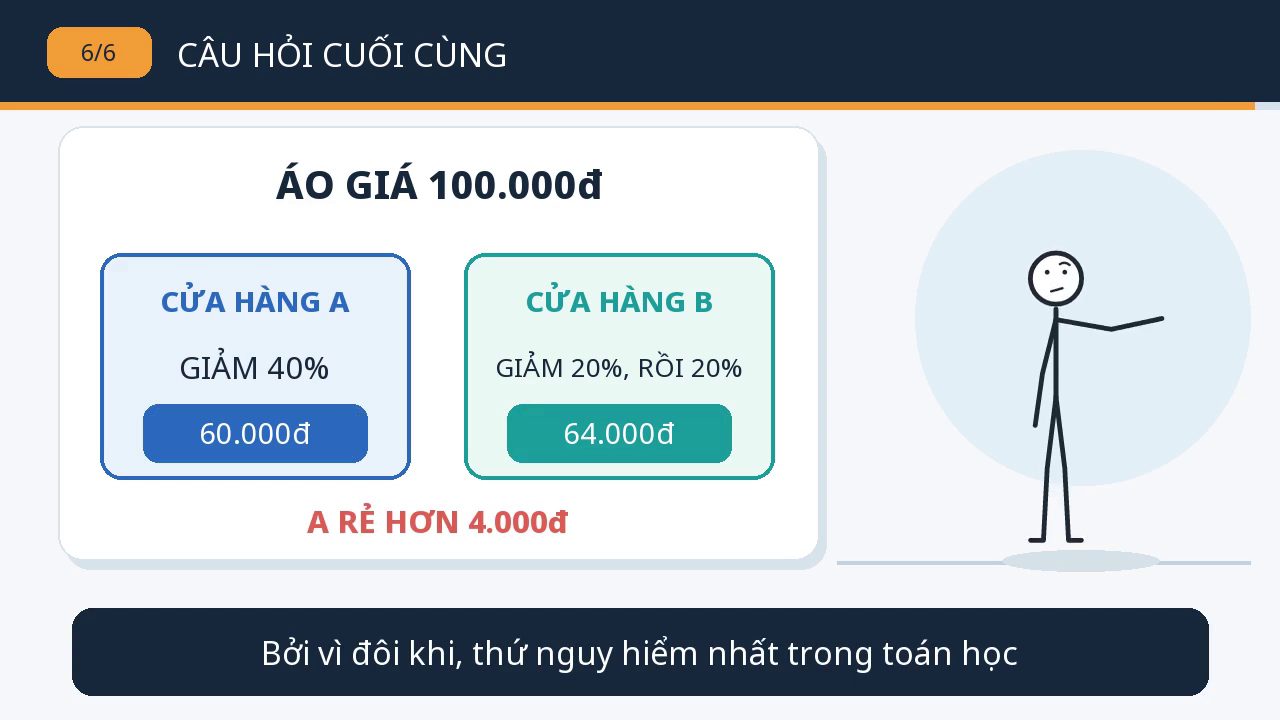 6/6
CÂU HỎI CUỐI CÙNG
ÁO GIÁ 100.000đ
CỬA HÀNG A
GIẢM 40%
60.000đ
CỬA HÀNG B
GIẢM 20%, RỒI 20%
64.000đ
A RẺ HƠN 4.000đ
Bởi vì đôi khi, thứ nguy hiểm nhất trong toán học